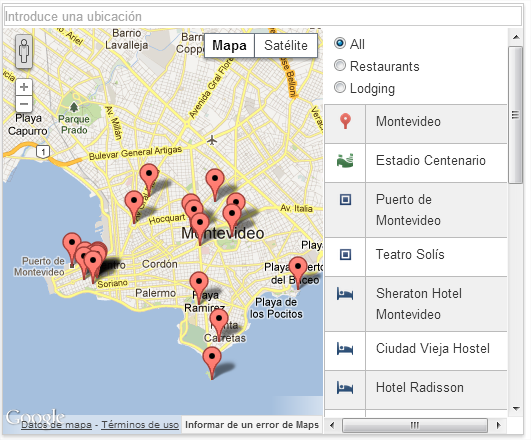 Introduce una ubicación
Barrio
Lavalleja
Barrio
Casavalle
Mapa
Satélite
Playa
Capurro
Parque
Prado
1
Av. Millán
Bulevar General Artigas
Avenida Gral Flores
Av. Italia
Hocquart
Montevideo
Puerto de
Montevideo
Cordón
Soriano
Palermo
Playa
Ramírez
Punta
Carretas
del Buceo
Playa de
los Pocitos
Google
Datos de mapa - Términos de uso
Informar de un error de Maps
All
Restaurants
Lodging
Montevideo
Estadio Centenario
Puerto de
Montevideo
Teatro Solís
Sheraton Hotel
Montevideo
Ciudad Vieja Hostel
Hotel Radisson